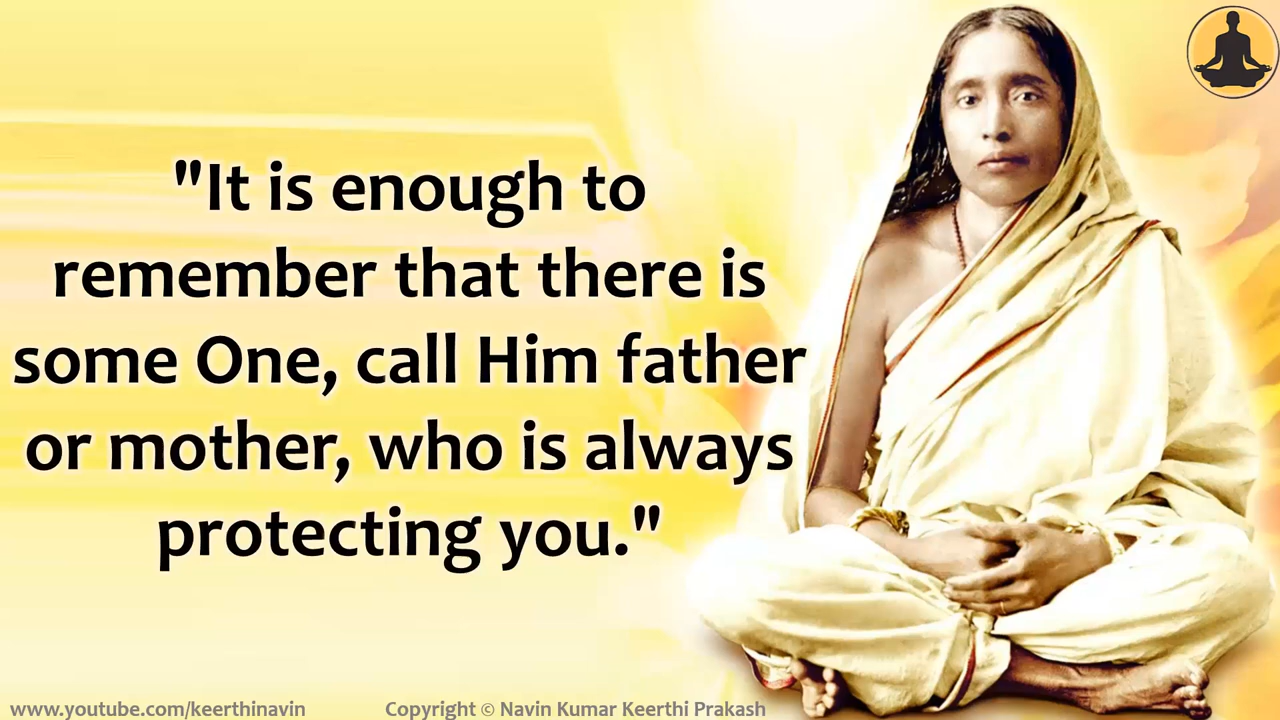 "It is enough to
remember that there is
some One, call Him father
or mother, who is always
protecting you."
www.youtube.com/keerthinavin
Copyright © Navin Kumar Keerthi Prakash